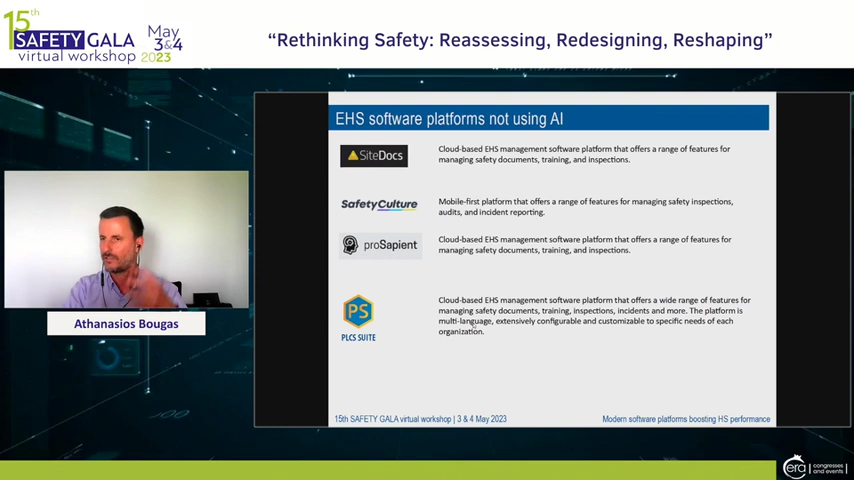 15th
SAFETY GALA
virtual workshop
May
3&4
2023
“Rethinking Safety: Reassessing, Redesigning, Reshaping”
EHS software platforms not using AI
SiteDocs
Cloud-based EHS management software platform that offers a range of features for
managing safety documents, training, and inspections.
SafetyCulture
Mobile-first platform that offers a range of features for managing safety inspections,
audits, and incident reporting.
proSapient
Cloud-based EHS management software platform that offers a range of features for
managing safety documents, training, and inspections.
PS
PLCS SUITE
Cloud-based EHS management software platform that offers a wide range of features for
managing safety documents, training, inspections, incidents and more. The platform is
multi-language, extensively configurable and customizable to specific needs of each
organization.
Athanasios Bougas
15th SAFETY GALA virtual workshop | 3 & 4 May 2023
Modern software platforms boosting HS performance
era
congresses
and events